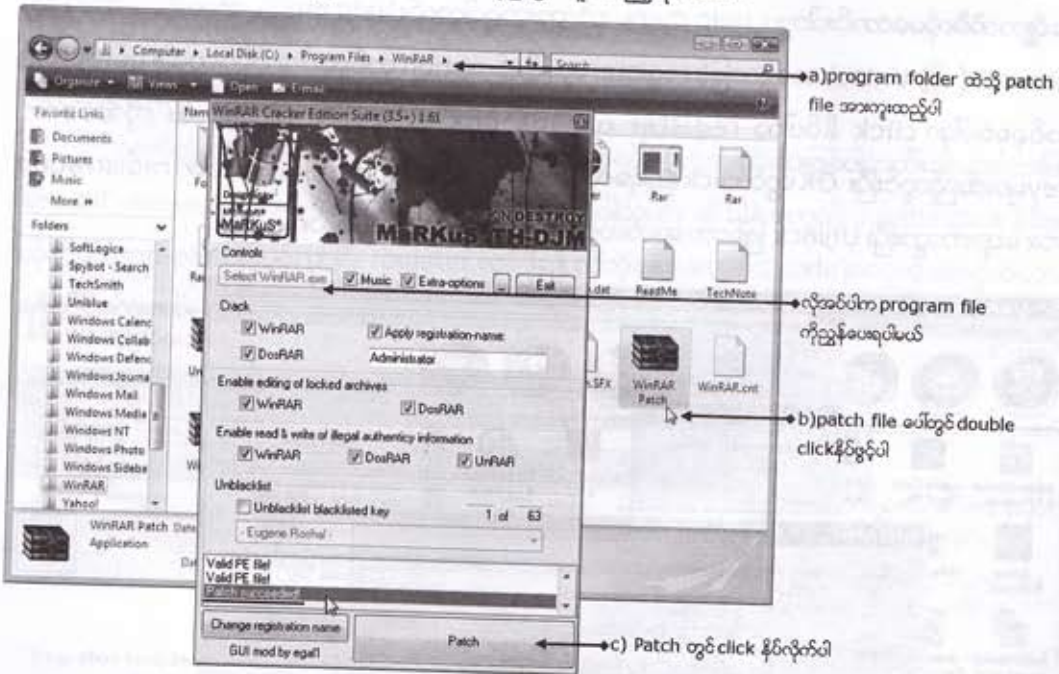 Computer ▸ Local Disk (C:) ▸ Program Files ▸ WinRAR ▸
Search
Organize
Views
Open
E-mail
Favorite Links
Documents
Pictures
Music
More »
Folders
SoftLogica
Spybot - Search
TechSmith
Uniblue
Windows Calenc
Windows Collab
Windows Defenc
Windows Journa
Windows Mail
Windows Media
Windows NT
Windows Photo
Windows Sideba
WinRAR
Yahoo!
WinRAR Patch
Application
WinRAR Cracker Edition Suite (3.5+) 1.61
MaRKuS TH-DJM
Controls
Select WinRAR.exe
Music
Extra-options
...
Exit
Crack
WinRAR
Apply registration-name:
DosRAR
Administrator
Enable editing of locked archives
WinRAR
DosRAR
Enable read & write of illegal authenticy information
WinRAR
DosRAR
UnRAR
Unblacklist
Unblacklist blacklisted key
1 of 63
- Eugene Roshal -
Valid PE file!
Valid PE file!
Patch succeeded!
Change registration name
Patch
GUI mod by egal1
Rar
Rar
ReadMe
TechNote
WinRAR
Patch
WinRAR.cnt
a)program folder ထဲသို့ patch
file အားကူးထည့်ပါ
လိုအပ်ပါက program file
ကိုညွှန်ပေးရပါမယ်
b)patch file ပေါ်တွင် double
clickနှိပ်ဖွင့်ပါ
c) Patch တွင် click နှိပ်လိုက်ပါ